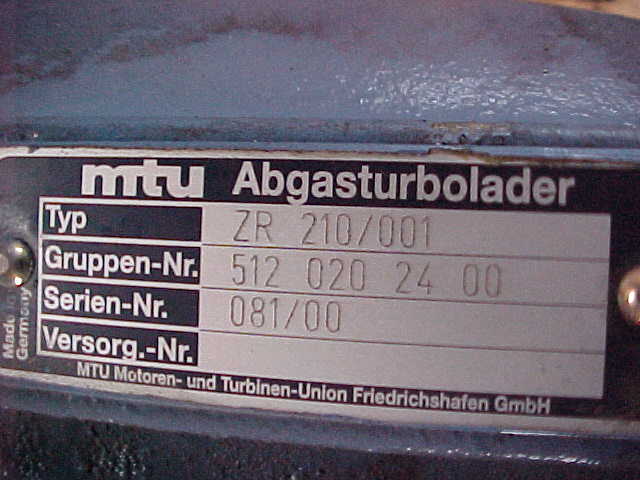 mtu Abgasturbolader
Typ ZR 210/001
Gruppen-Nr. 512 020 24 00
Serien-Nr. 081/00
Versorg.-Nr.
MTU Motoren- und Turbinen-Union Friedrichshafen GmbH
Made in
Germany